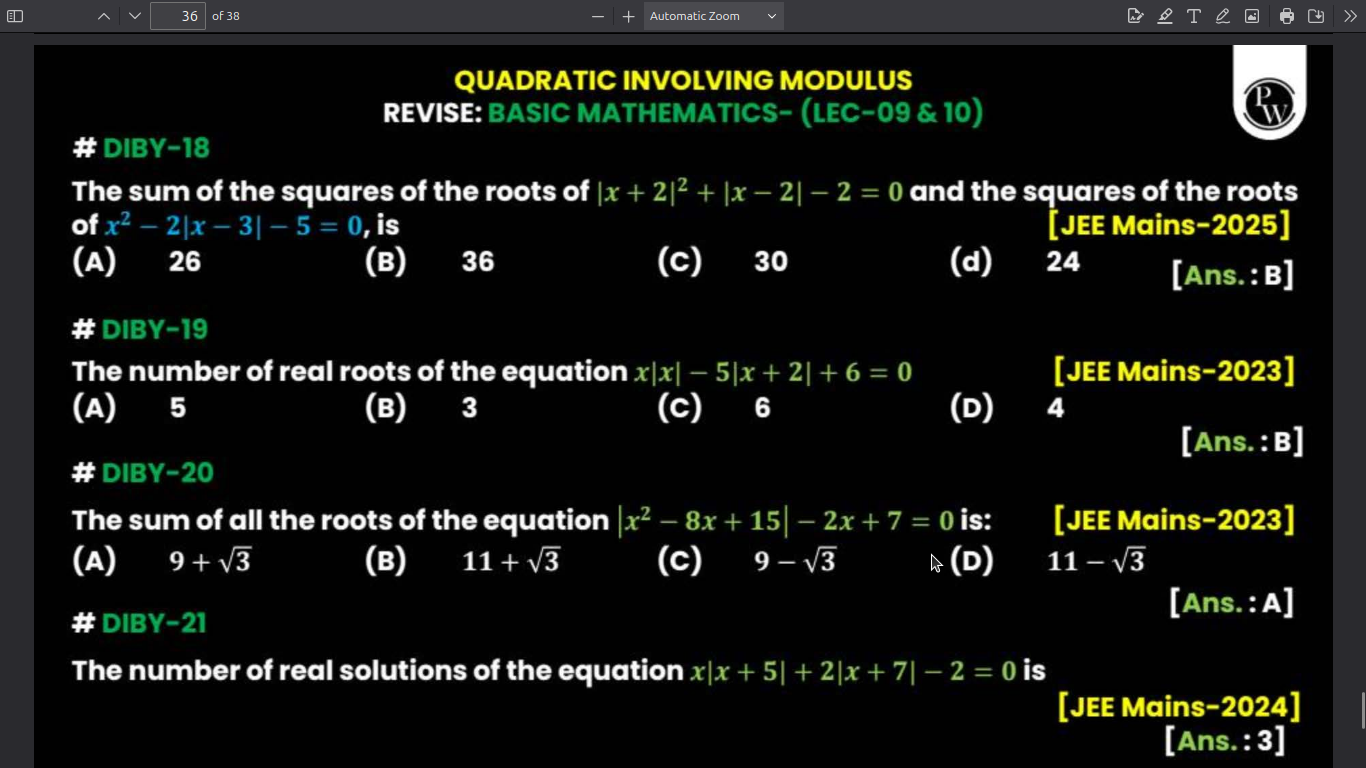 36 of 38
Automatic Zoom
QUADRATIC INVOLVING MODULUS
REVISE: BASIC MATHEMATICS- (LEC-09 & 10)
PW
# DIBY-18
The sum of the squares of the roots of |x + 2|² + |x − 2| − 2 = 0 and the squares of the roots
of x² − 2|x − 3| − 5 = 0, is [JEE Mains-2025]
(A) 26 (B) 36 (C) 30 (d) 24
[Ans. : B]
# DIBY-19
The number of real roots of the equation x|x| − 5|x + 2| + 6 = 0 [JEE Mains-2023]
(A) 5 (B) 3 (C) 6 (D) 4
[Ans. : B]
# DIBY-20
The sum of all the roots of the equation |x² − 8x + 15| − 2x + 7 = 0 is: [JEE Mains-2023]
(A) 9 + √3 (B) 11 + √3 (C) 9 − √3 (D) 11 − √3
[Ans. : A]
# DIBY-21
The number of real solutions of the equation x|x + 5| + 2|x + 7| − 2 = 0 is
[JEE Mains-2024]
[Ans. : 3]